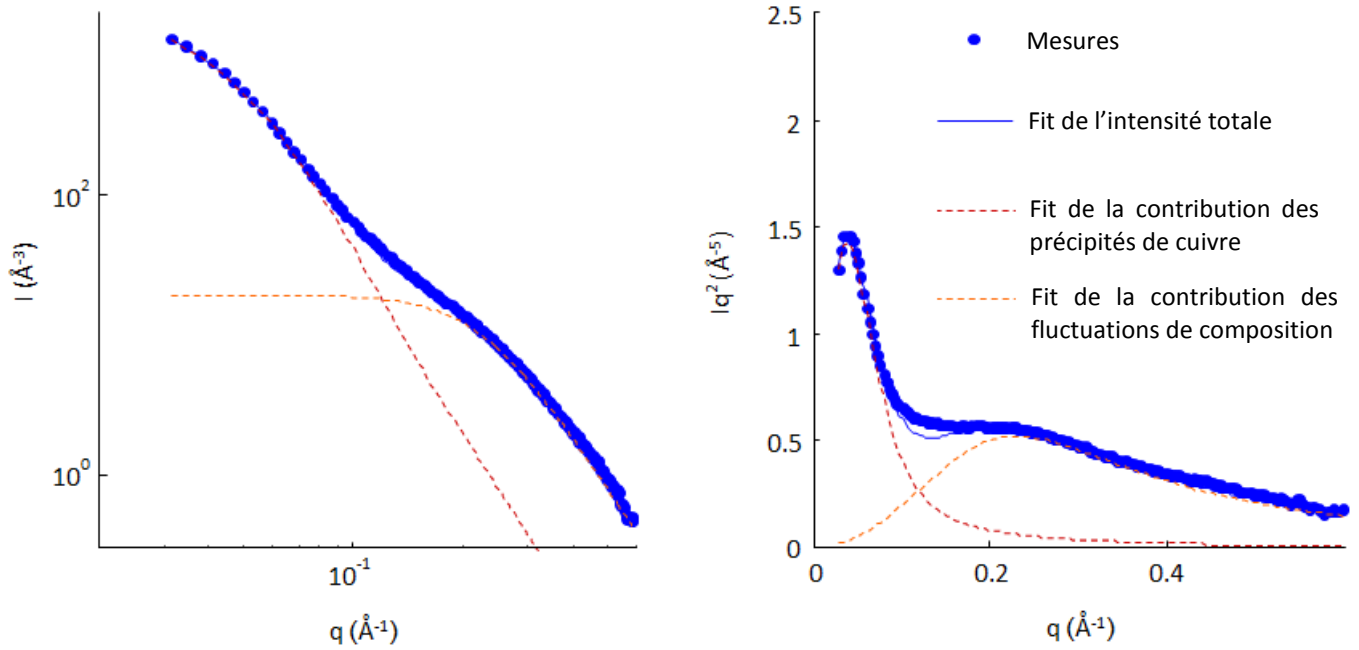 I (Å⁻³)
10²
10⁰
10⁻¹
q (Å⁻¹)
Iq² (Å⁻⁵)
2.5
2
1.5
1
0.5
0
0
0.2
0.4
q (Å⁻¹)
Mesures
Fit de l’intensité totale
Fit de la contribution des
précipités de cuivre
Fit de la contribution des
fluctuations de composition